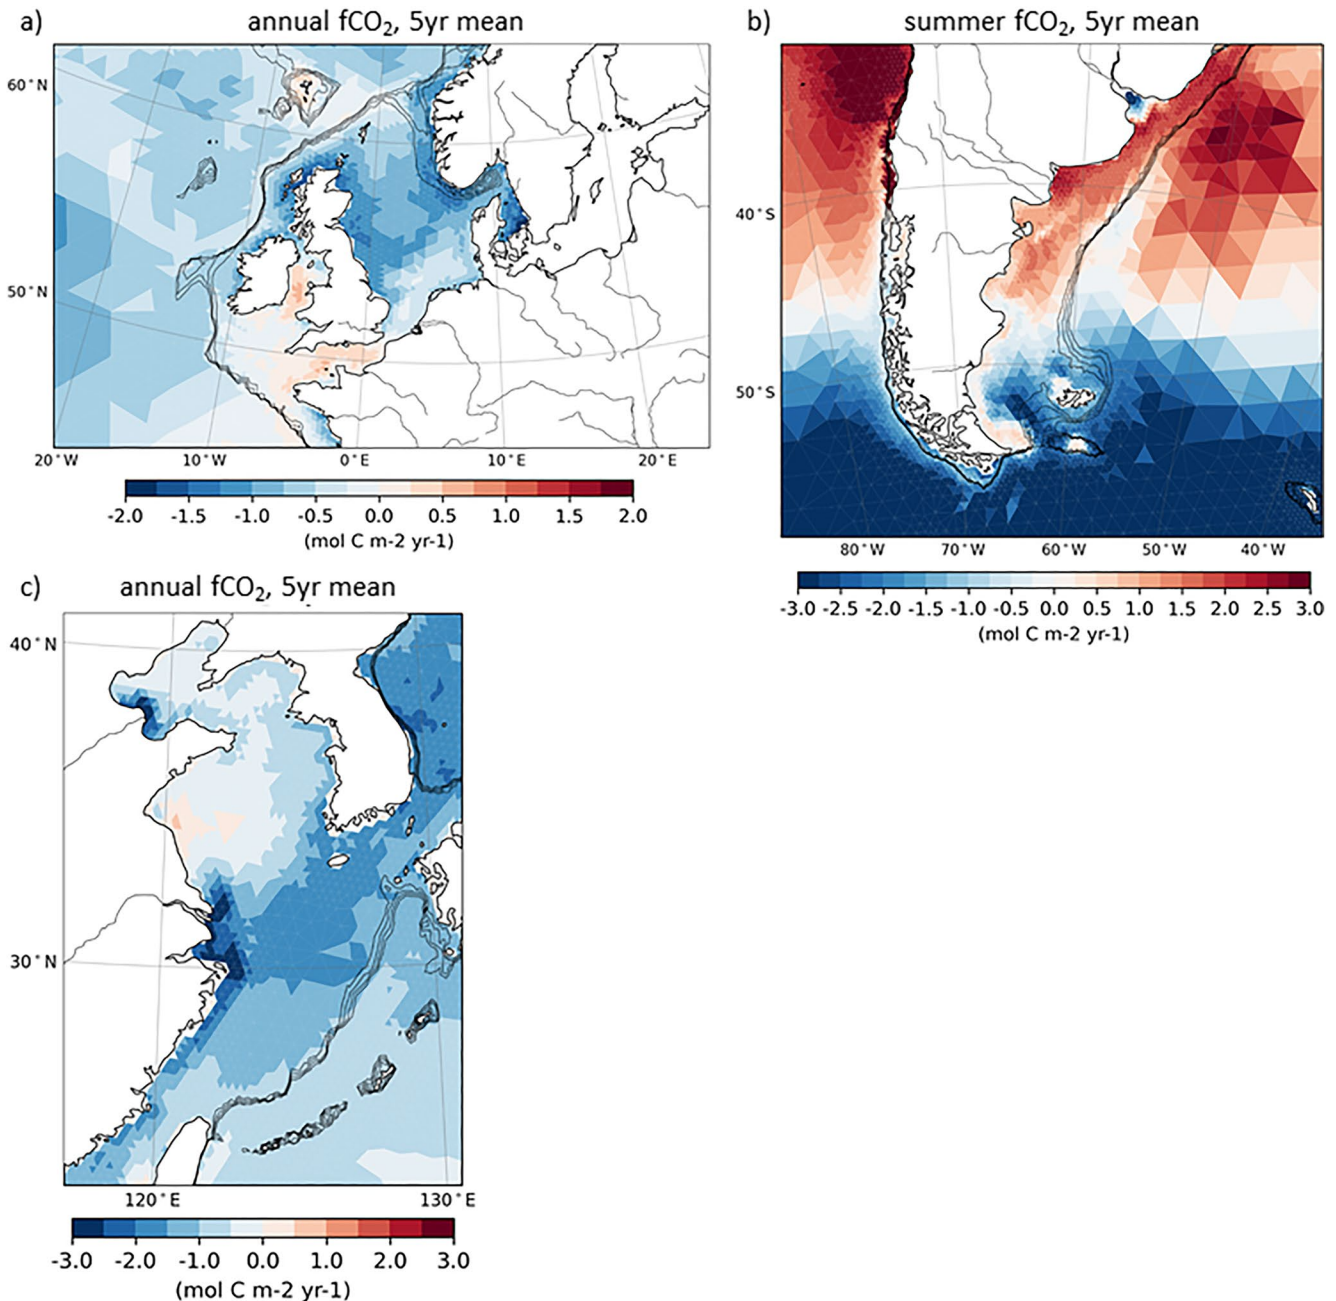 a)
annual fCO₂, 5yr mean
60°N
50°N
20°W 10°W 0°E 10°E 20°E
-2.0 -1.5 -1.0 -0.5 0.0 0.5 1.0 1.5 2.0
(mol C m-2 yr-1)
b)
summer fCO₂, 5yr mean
40°S
50°S
80°W 70°W 60°W 50°W 40°W
-3.0 -2.5 -2.0 -1.5 -1.0 -0.5 0.0 0.5 1.0 1.5 2.0 2.5 3.0
(mol C m-2 yr-1)
c)
annual fCO₂, 5yr mean
40°N
30°N
120°E 130°E
-3.0 -2.0 -1.0 0.0 1.0 2.0 3.0
(mol C m-2 yr-1)